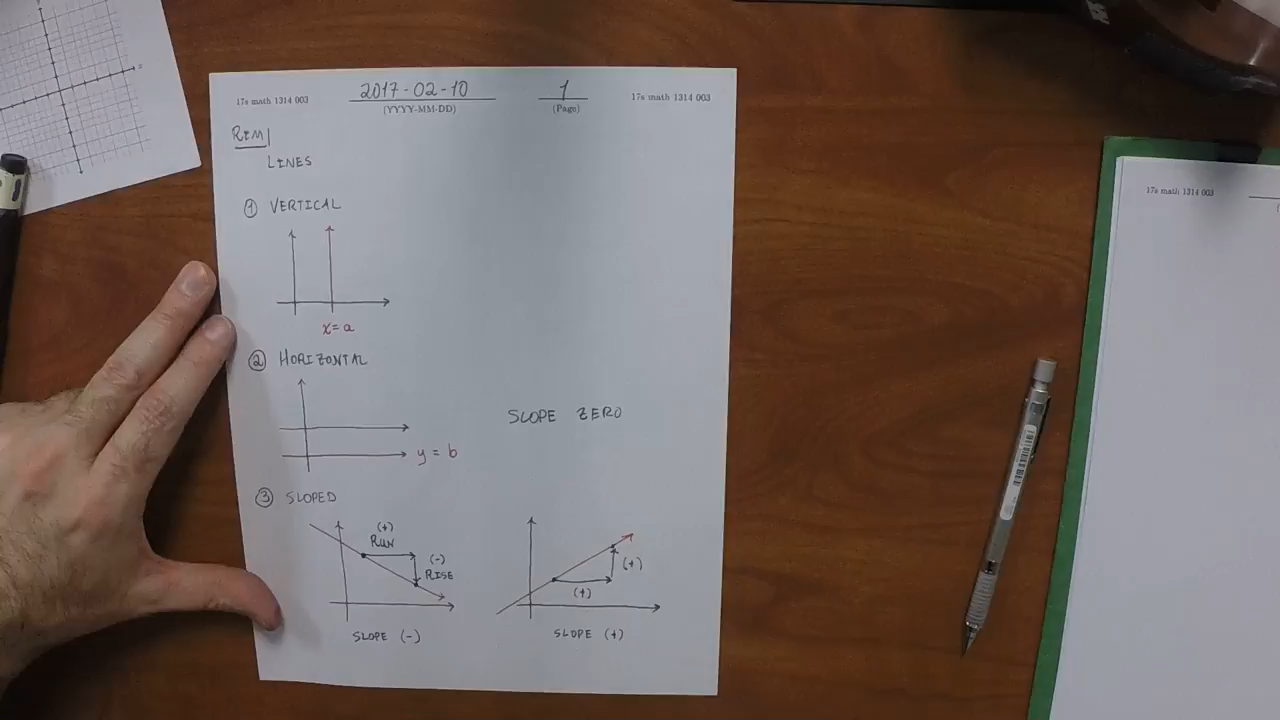 17s math 1314 003 2017-02-10 1 17s math 1314 003
(YYYY-MM-DD) (Page)
REM
LINES
① VERTICAL
x=a
② HORIZONTAL
SLOPE ZERO
y = b
③ SLOPED
(+)
RUN
(-)
RISE
(+)
(+)
SLOPE (-) SLOPE (+)
17s math 1314 003